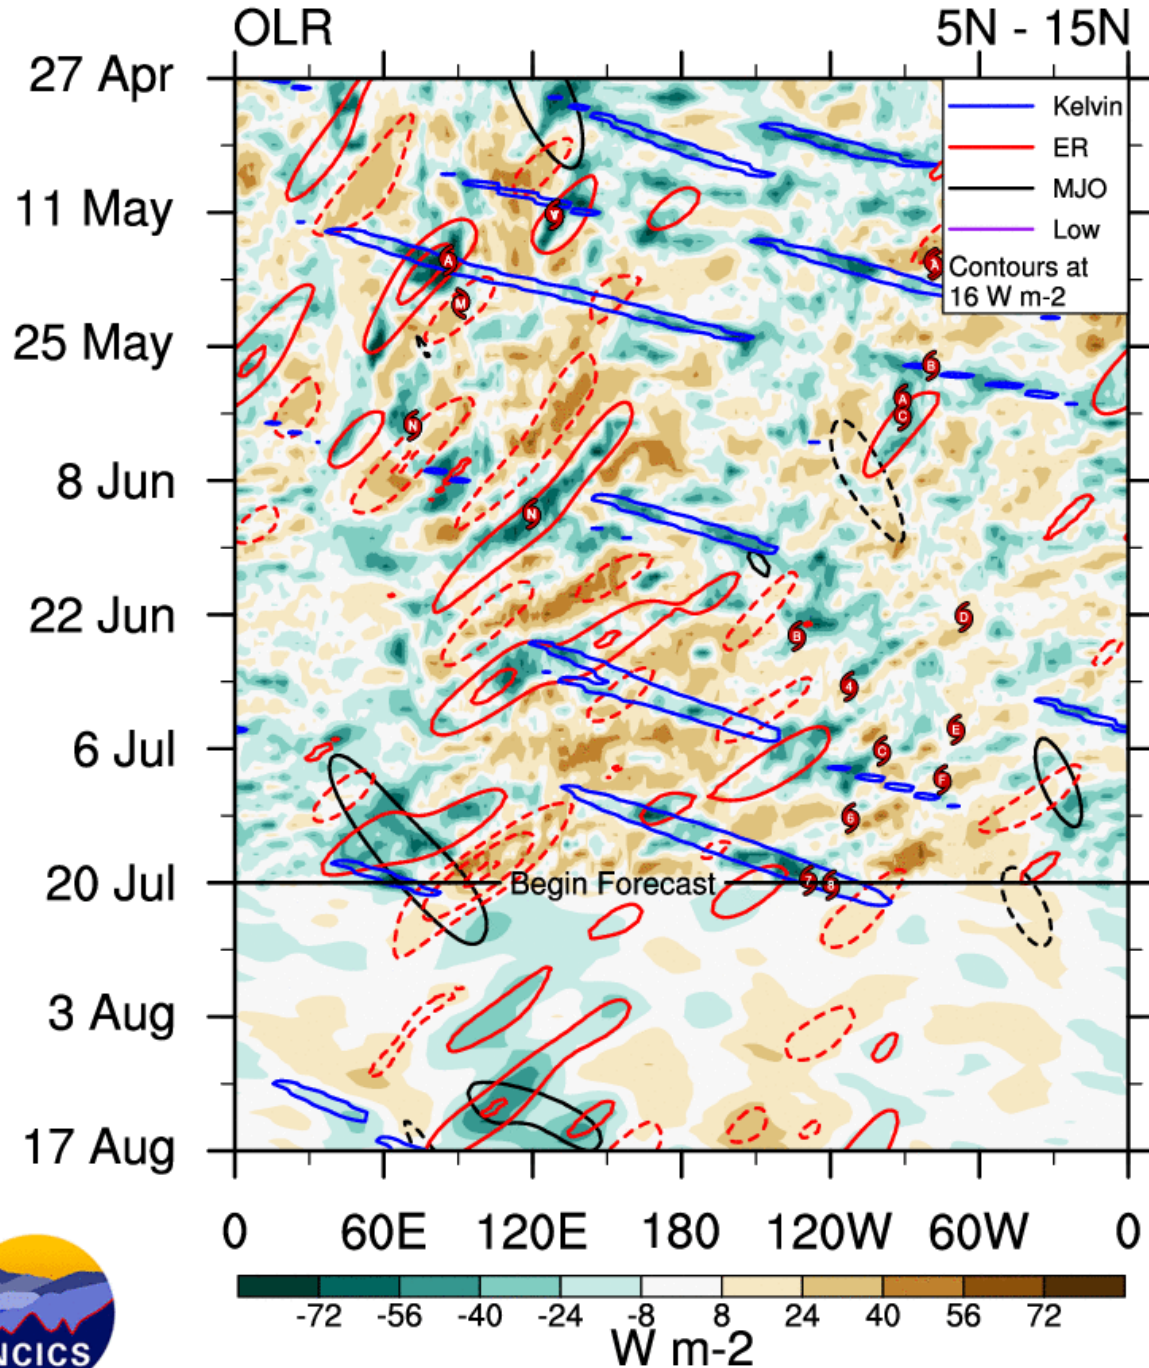 OLR 5N - 15N
27 Apr
Kelvin
ER
MJO
11 May
Low
Contours at
16 W m-2
25 May
8 Jun
22 Jun
6 Jul
20 Jul
Begin Forecast
3 Aug
17 Aug
0 60E 120E 180 120W 60W 0
-72 -56 -40 -24 -8 8 24 40 56 72
W m-2
NCICS